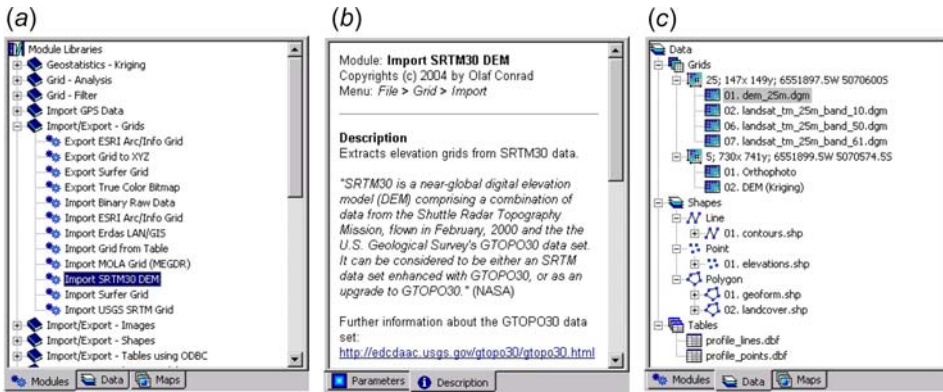 (a)
Module Libraries
Geostatistics - Kriging
Grid - Analysis
Grid - Filter
Import GPS Data
Import/Export - Grids
Export ESRI Arc/Info Grid
Export Grid to XYZ
Export Surfer Grid
Export True Color Bitmap
Import Binary Raw Data
Import ESRI Arc/Info Grid
Import Erdas LAN/GIS
Import Grid from Table
Import MOLA Grid (MEGDR)
Import SRTM30 DEM
Import Surfer Grid
Import USGS SRTM Grid
Import/Export - Images
Import/Export - Shapes
Import/Export - Tables using ODBC
Modules Data Maps
(b)
Module: Import SRTM30 DEM
Copyrights (c) 2004 by Olaf Conrad
Menu: File > Grid > Import
Description
Extracts elevation grids from SRTM30 data.
"SRTM30 is a near-global digital elevation
model (DEM) comprising a combination of
data from the Shuttle Radar Topography
Mission, flown in February, 2000 and the the
U.S. Geological Survey's GTOPO30 data set.
It can be considered to be either an SRTM
data set enhanced with GTOPO30, or as an
upgrade to GTOPO30." (NASA)
Further information about the GTOPO30 data
set:
http://edcdaac.usgs.gov/gtopo30/gtopo30.html
Parameters Description
(c)
Data
Grids
25; 147x 149y; 6551897.5W 5070600S
01. dem_25m.dgm
02. landsat_tm_25m_band_10.dgm
06. landsat_tm_25m_band_50.dgm
07. landsat_tm_25m_band_61.dgm
5; 730x 741y; 6551899.5W 5070574.5S
01. Orthophoto
02. DEM (Kriging)
Shapes
Line
01. contours.shp
Point
01. elevations.shp
Polygon
01. geoform.shp
02. landcover.shp
Tables
profile_lines.dbf
profile_points.dbf
Modules Data Maps